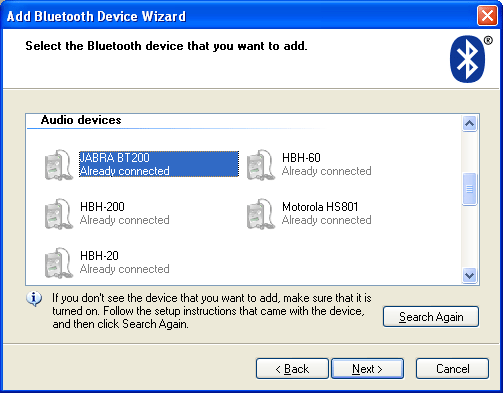 Add Bluetooth Device Wizard
Select the Bluetooth device that you want to add.
®
Audio devices
JABRA BT200
Already connected
HBH-60
Already connected
HBH-200
Already connected
Motorola HS801
Already connected
HBH-20
Already connected
If you don't see the device that you want to add, make sure that it is
turned on. Follow the setup instructions that came with the device,
and then click Search Again.
Search Again
< Back
Next >
Cancel